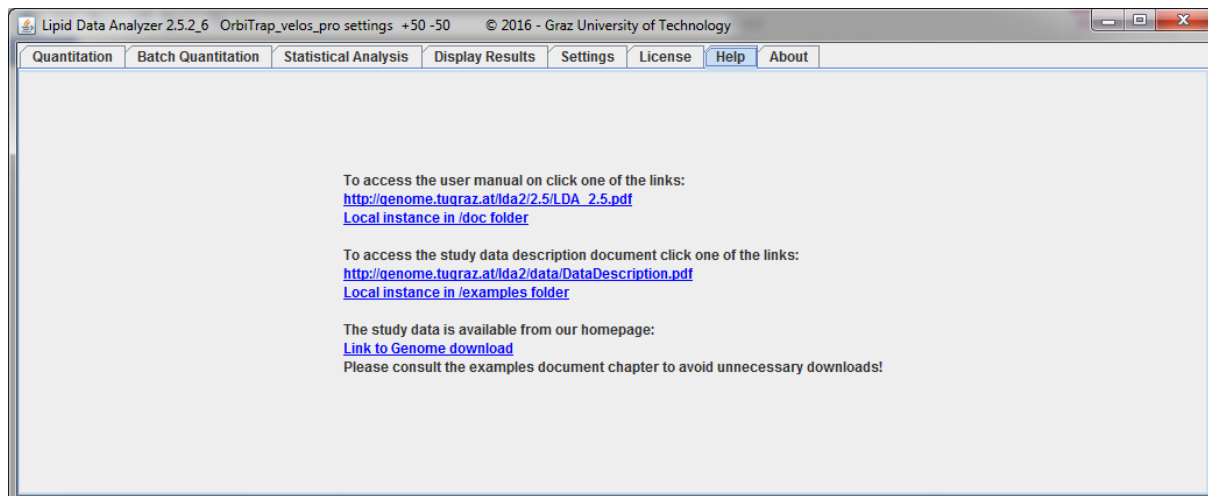 Lipid Data Analyzer 2.5.2_6 OrbiTrap_velos_pro settings +50 -50 © 2016 - Graz University of Technology
Quantitation Batch Quantitation Statistical Analysis Display Results Settings License Help About
To access the user manual on click one of the links:
http://genome.tugraz.at/lda2/2.5/LDA_2.5.pdf
Local instance in /doc folder
To access the study data description document click one of the links:
http://genome.tugraz.at/lda2/data/DataDescription.pdf
Local instance in /examples folder
The study data is available from our homepage:
Link to Genome download
Please consult the examples document chapter to avoid unnecessary downloads!